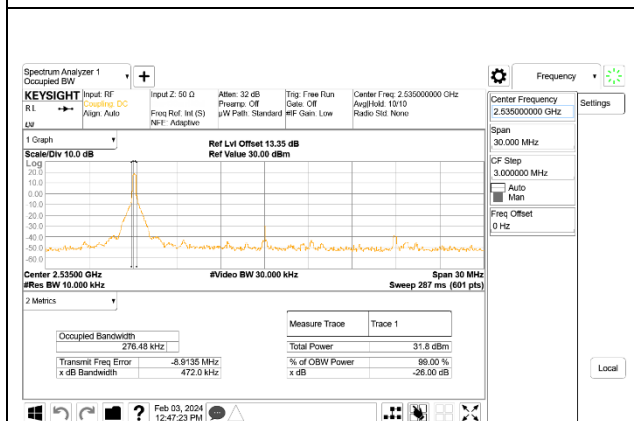 Spectrum Analyzer 1
Occupied BW
+
Frequency
KEYSIGHT
Input: RF
Input Z: 50 Ω
Atten: 32 dB
Trig: Free Run
Center Freq: 2.535000000 GHz
RL
Coupling: DC
Preamp: Off
Gate: Off
Avg|Hold: 10/10
Align: Auto
Freq Ref: Int (S)
µW Path: Standard
#IF Gain: Low
Radio Std: None
NFE: Adaptive
Center Frequency
2.535000000 GHz
Settings
Span
30.000 MHz
CF Step
3.000000 MHz
Auto
Man
Freq Offset
0 Hz
1 Graph
Ref Lvl Offset 13.35 dB
Scale/Div 10.0 dB
Ref Value 30.00 dBm
Log
20.0
10.0
0.00
-10.0
-20.0
-30.0
-40.0
-50.0
-60.0
Center 2.53500 GHz
#Video BW 30.000 kHz
Span 30 MHz
#Res BW 10.000 kHz
Sweep 287 ms (601 pts)
2 Metrics
Measure Trace
Trace 1
Occupied Bandwidth
276.48 kHz
Total Power
31.8 dBm
Transmit Freq Error
-8.9135 MHz
% of OBW Power
99.00 %
x dB Bandwidth
472.0 kHz
x dB
-26.00 dB
Local
?
Feb 03, 2024
12:47:23 PM